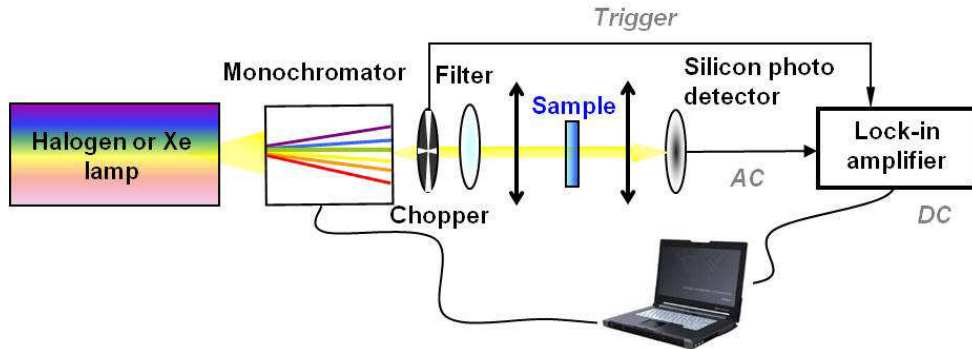 Trigger
Monochromator
Filter
Silicon photo
detector
Sample
Halogen or Xe
lamp
Lock-in
amplifier
AC
Chopper
DC